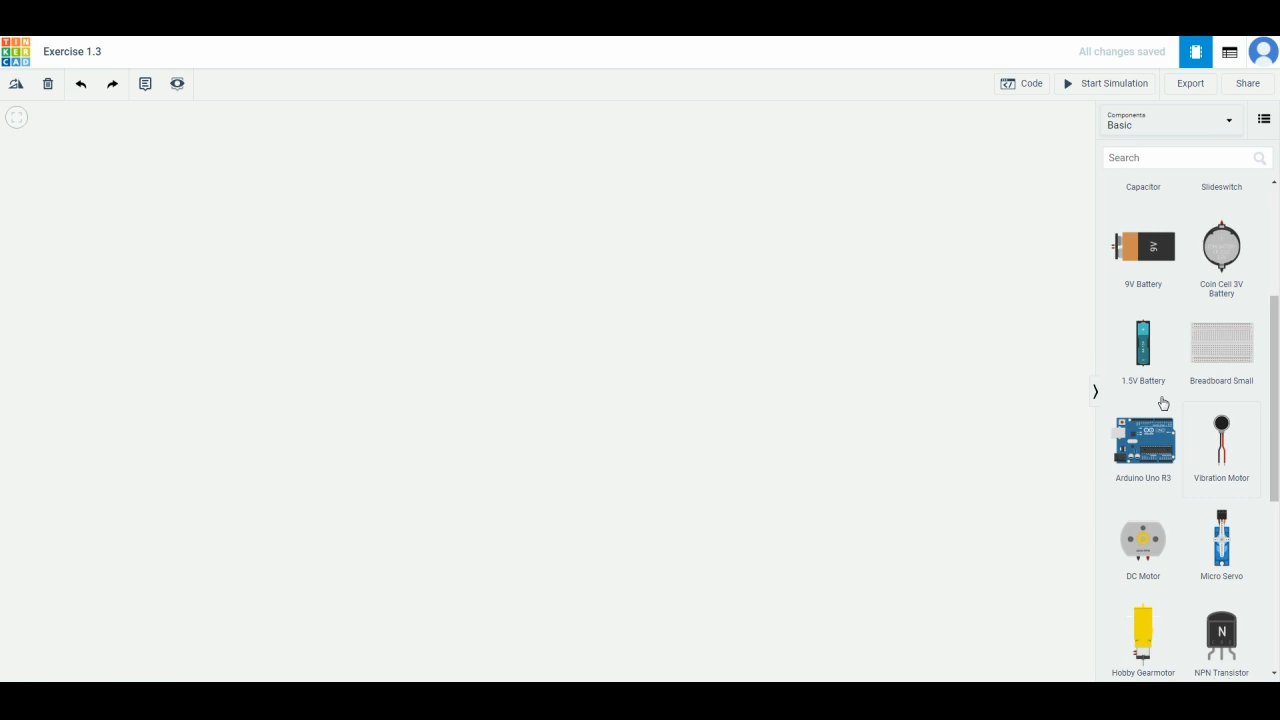 TIN
KER
CAD
Exercise 1.3
All changes saved
Code
Start Simulation
Export
Share
Components
Basic
Search
Capacitor
Slideswitch
9V
9V Battery
Coin Cell 3V
Battery
1.5V Battery
Breadboard Small
Arduino Uno R3
Vibration Motor
DC Motor
Micro Servo
N
Hobby Gearmotor
NPN Transistor